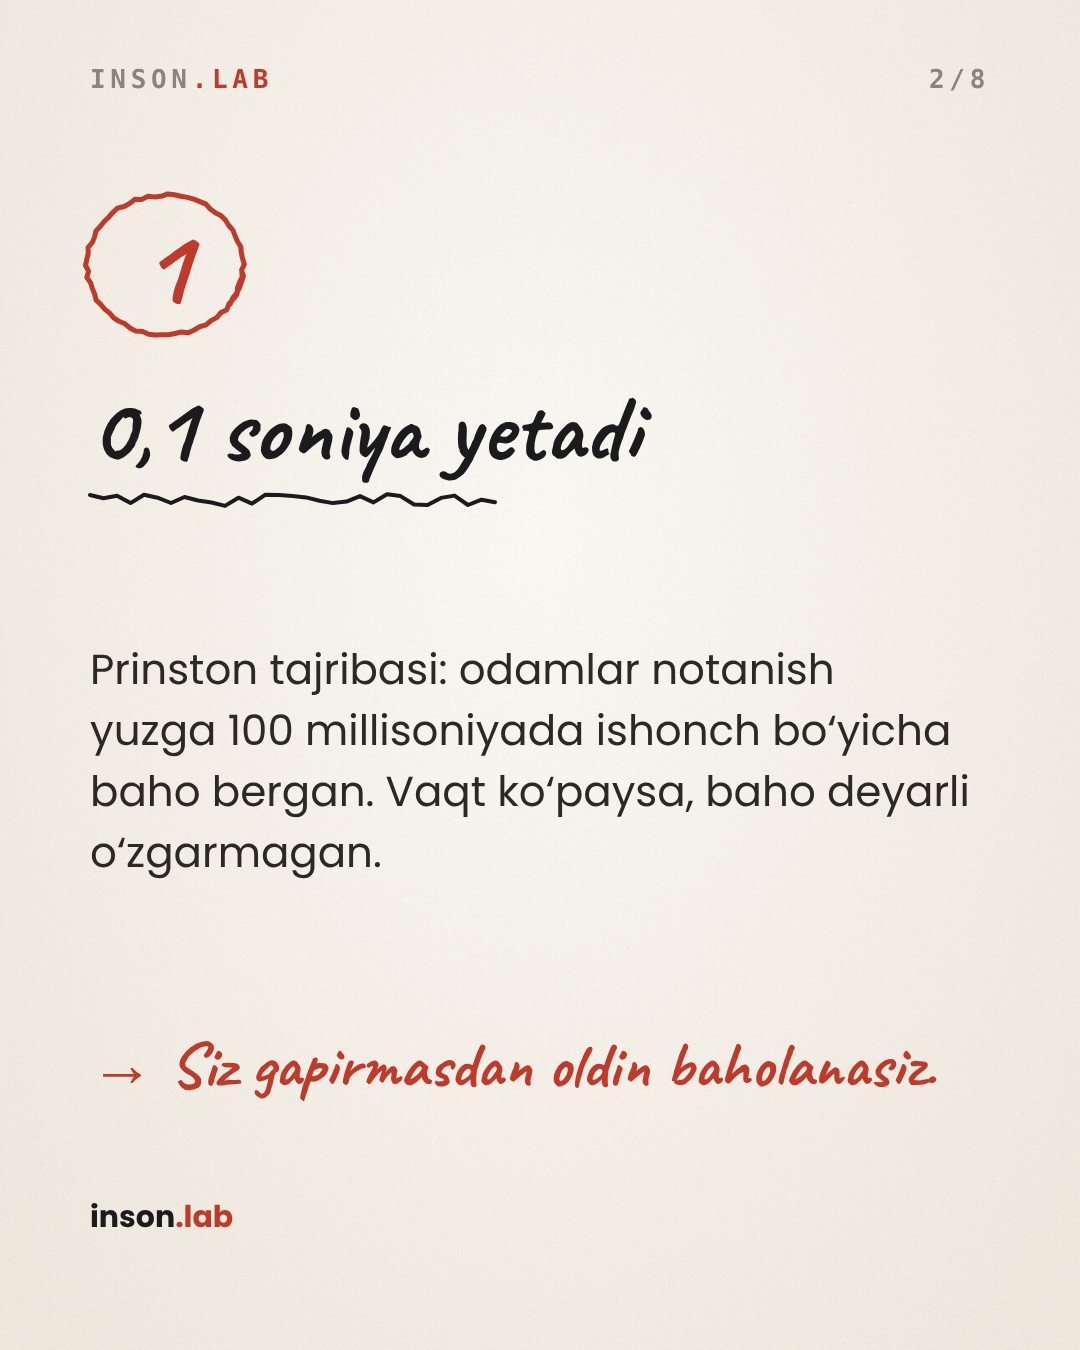 INSON.LAB
2/8
1
0,1 soniya yetadi
Prinston tajribasi: odamlar notanish
yuzga 100 millisoniyada ishonch bo‘yicha
baho bergan. Vaqt ko‘paysa, baho deyarli
o‘zgarmagan.
→ Siz gapirmasdan oldin baholanasiz.
inson.lab